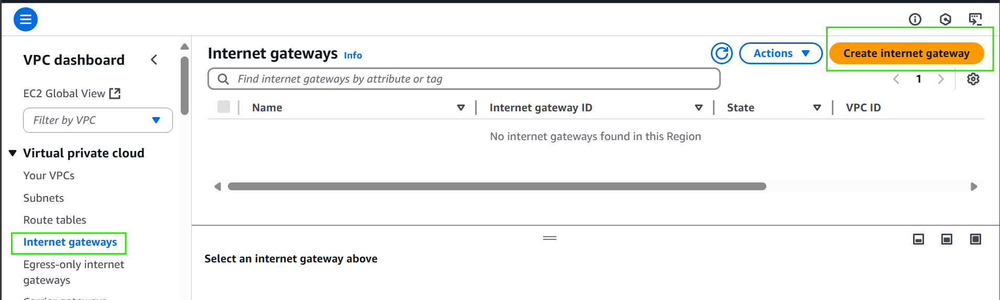 VPC dashboard
EC2 Global View
Filter by VPC
Virtual private cloud
Your VPCs
Subnets
Route tables
Internet gateways
Egress-only internet
gateways
Carrier gateways
Internet gateways Info
Actions
Create internet gateway
Find internet gateways by attribute or tag
1
Name Internet gateway ID State VPC ID
No internet gateways found in this Region
Select an internet gateway above